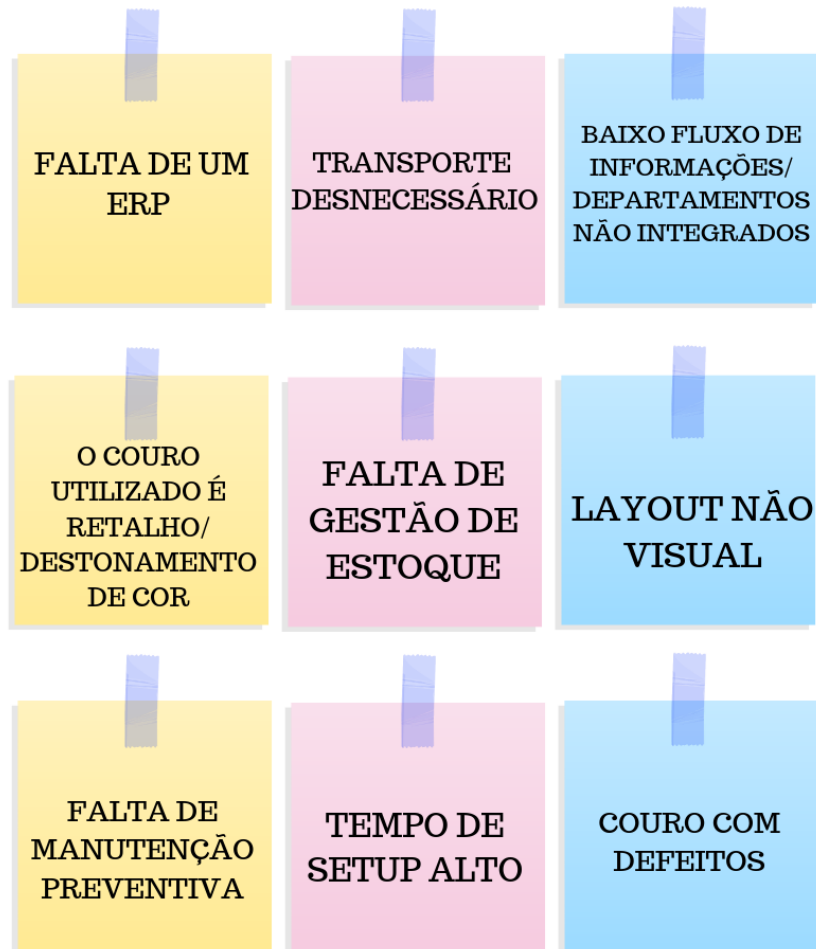 FALTA DE UM
ERP
TRANSPORTE
DESNECESSÁRIO
BAIXO FLUXO DE
INFORMAÇÕES/
DEPARTAMENTOS
NÃO INTEGRADOS
O COURO
UTILIZADO É
RETALHO/
DESTONAMENTO
DE COR
FALTA DE
GESTÃO DE
ESTOQUE
LAYOUT NÃO
VISUAL
FALTA DE
MANUTENÇÃO
PREVENTIVA
TEMPO DE
SETUP ALTO
COURO COM
DEFEITOS